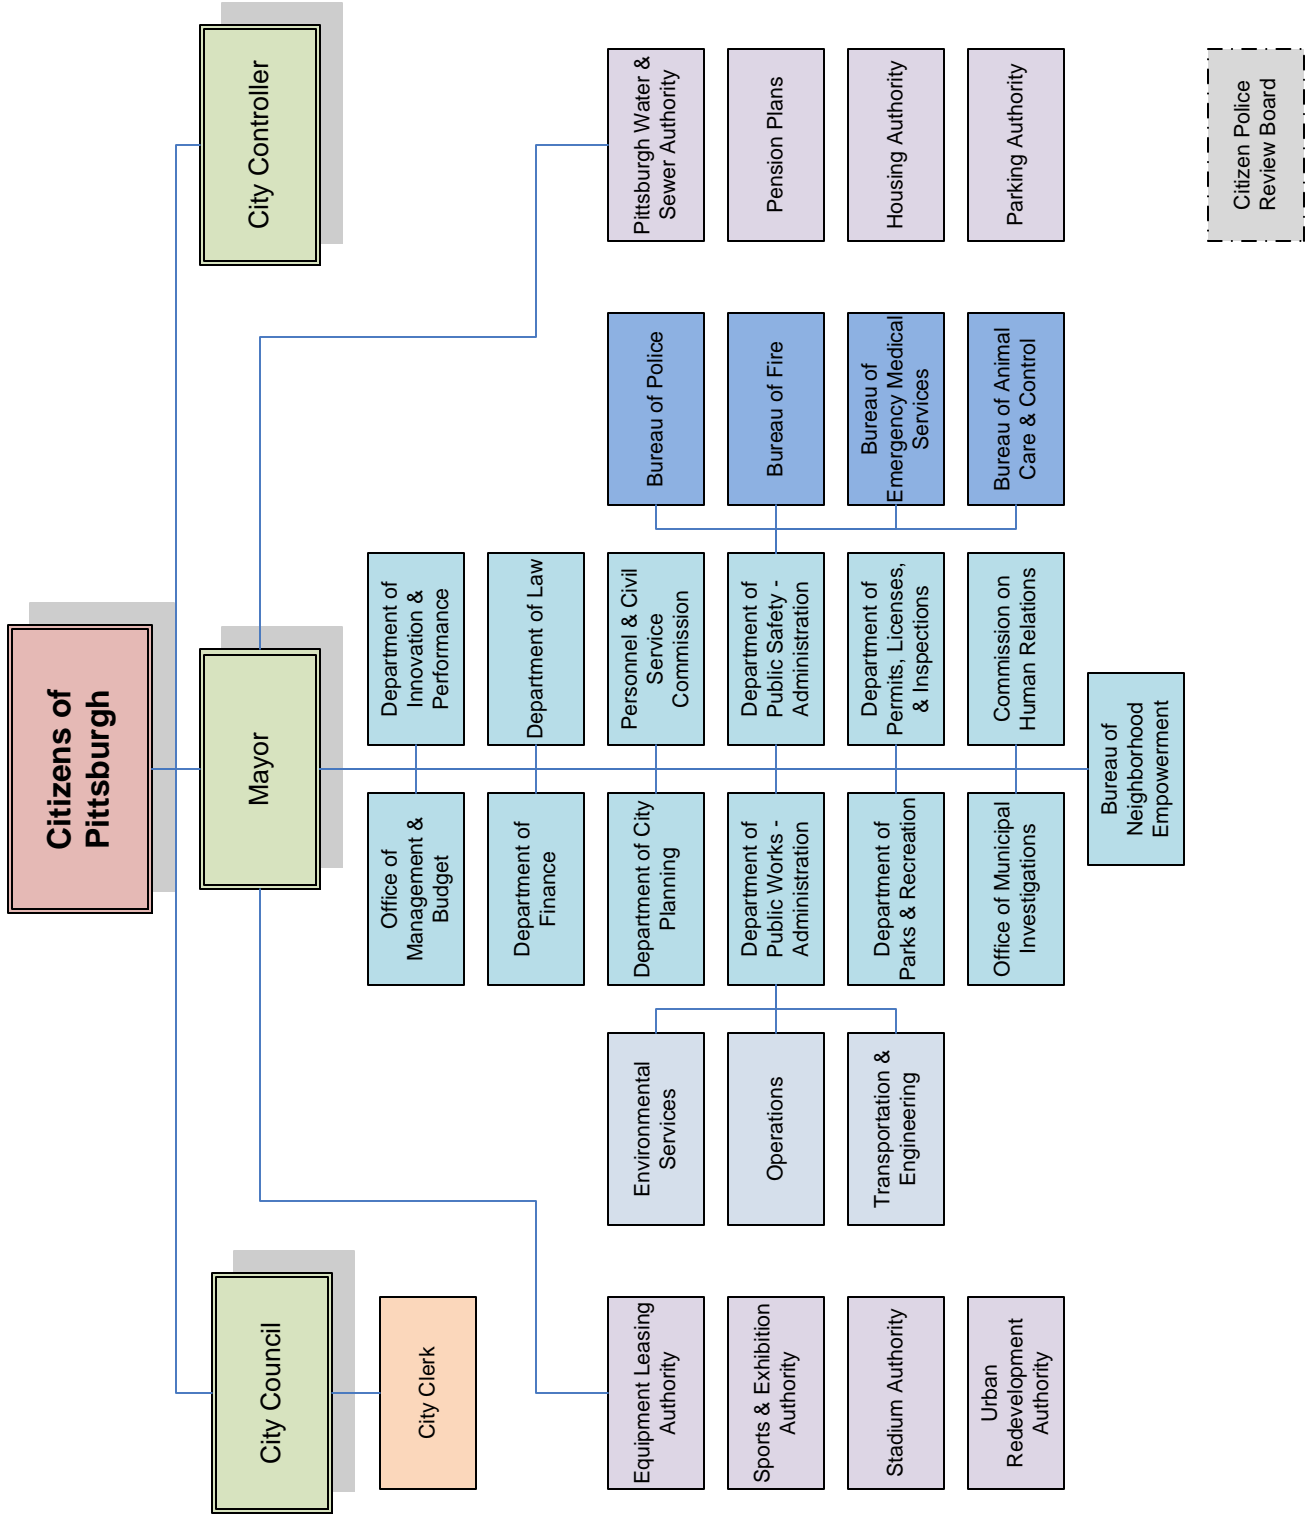 Citizens of
Pittsburgh
City Council
Mayor
City Controller
City Clerk
Office of
Management &
Budget
Department of
Innovation &
Performance
Department of
Finance
Department of Law
Equipment Leasing
Authority
Environmental
Services
Department of City
Planning
Personnel & Civil
Service
Commission
Bureau of Police
Pittsburgh Water &
Sewer Authority
Sports & Exhibition
Authority
Operations
Department of
Public Works -
Administration
Department of
Public Safety -
Administration
Bureau of Fire
Pension Plans
Stadium Authority
Transportation &
Engineering
Department of
Parks & Recreation
Department of
Permits, Licenses,
& Inspections
Bureau of
Emergency Medical
Services
Housing Authority
Urban
Redevelopment
Authority
Office of Municipal
Investigations
Commission on
Human Relations
Bureau of Animal
Care & Control
Parking Authority
Bureau of
Neighborhood
Empowerment
Citizen Police
Review Board